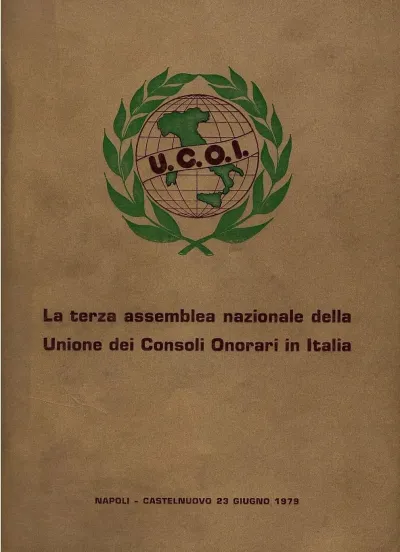 U.C.O.I.
La terza assemblea nazionale della
Unione dei Consoli Onorari in Italia
NAPOLI - CASTELNUOVO 23 GIUGNO 1979